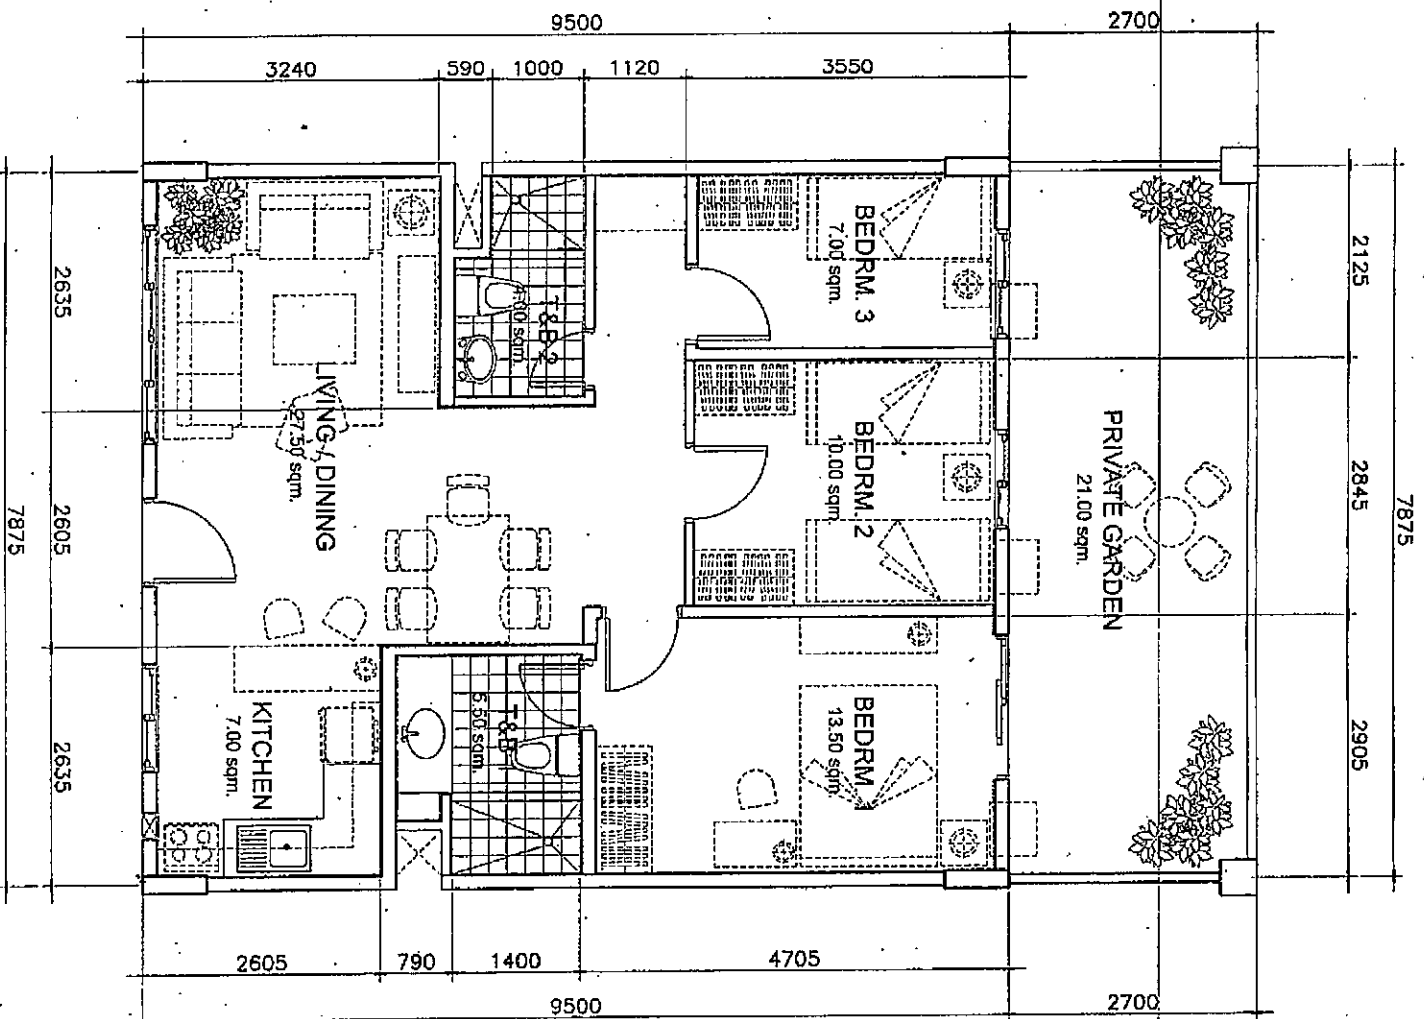 9500
2700
3240
590
1000
1120
3550
BEDRM. 3
7.00 sqm.
T&B 2
sqm.
2635
2125
LIVING / DINING
27.50 sqm.
BEDRM. 2
10.00 sqm.
PRIVATE GARDEN
21.00 sqm.
7875
2605
2845
7875
KITCHEN
7.00 sqm.
T&B
5.50 sqm.
BEDRM
13.50 sqm.
2635
2905
2605
790
1400
4705
9500
2700